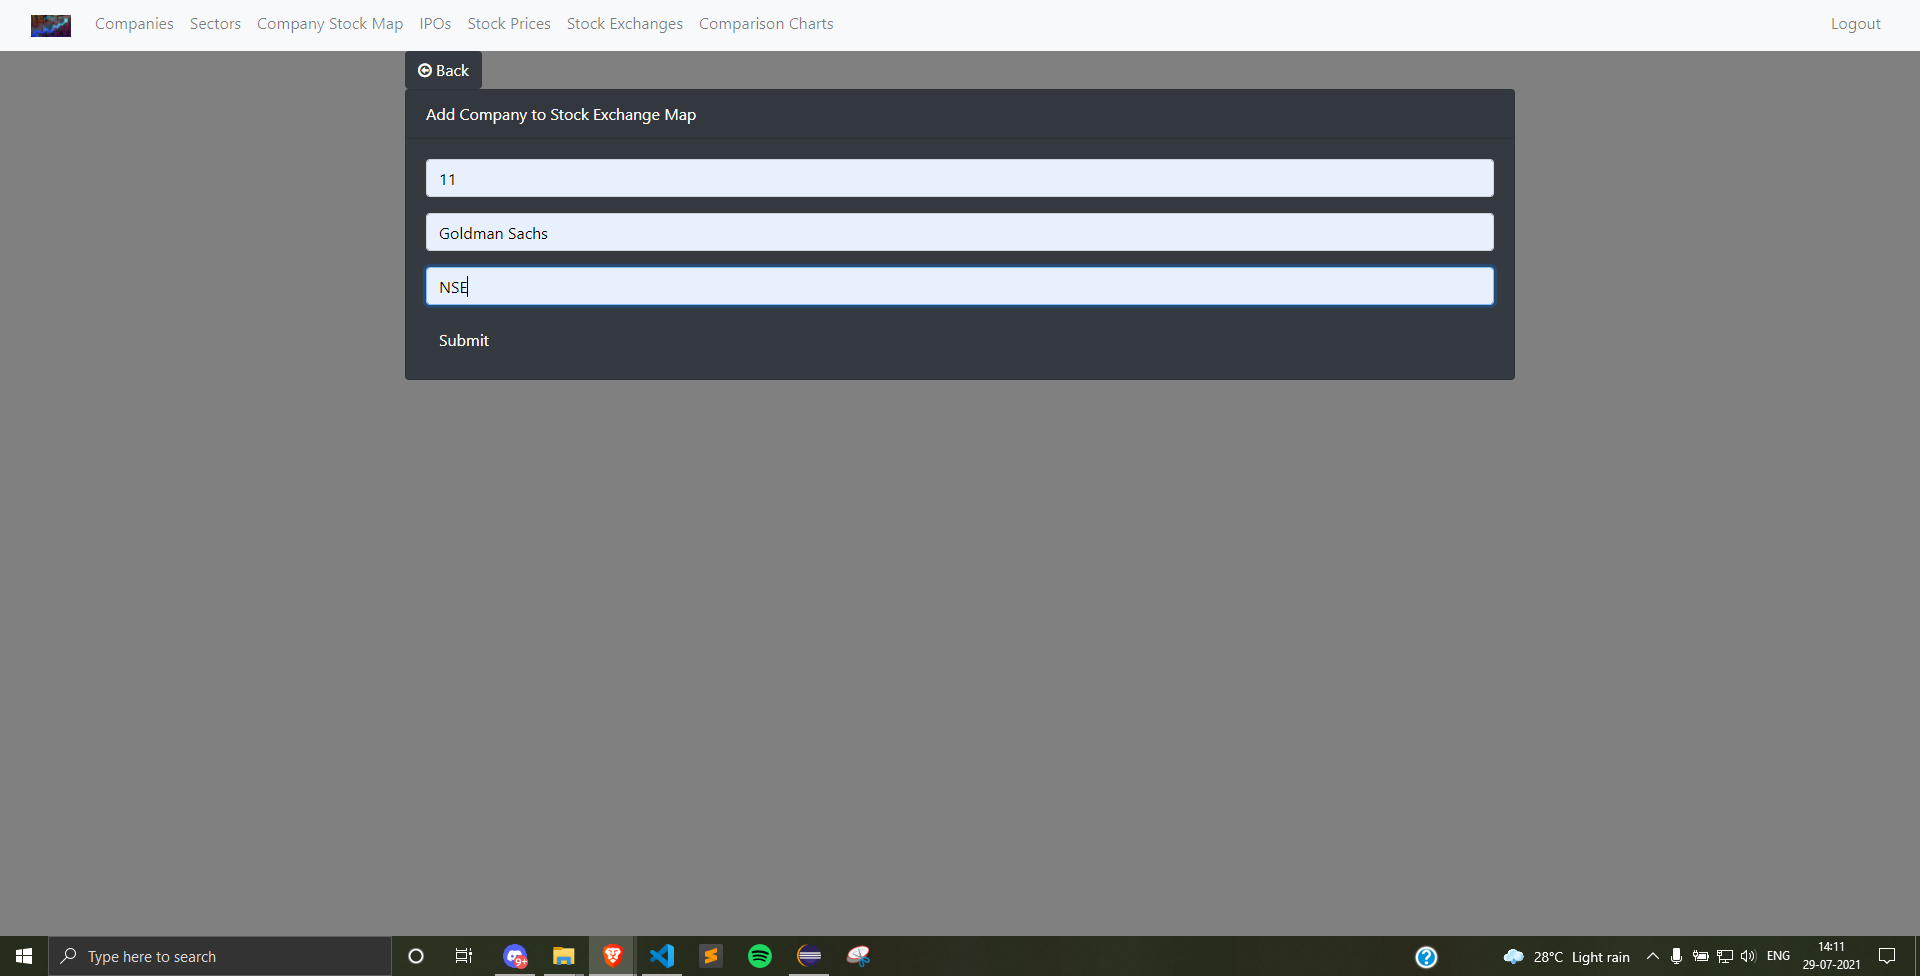 Companies Sectors Company Stock Map IPOs Stock Prices Stock Exchanges Comparison Charts Logout
Back
Add Company to Stock Exchange Map
11
Goldman Sachs
NSE
Submit
Type here to search 9+ 28°C Light rain ENG 14:11
29-07-2021